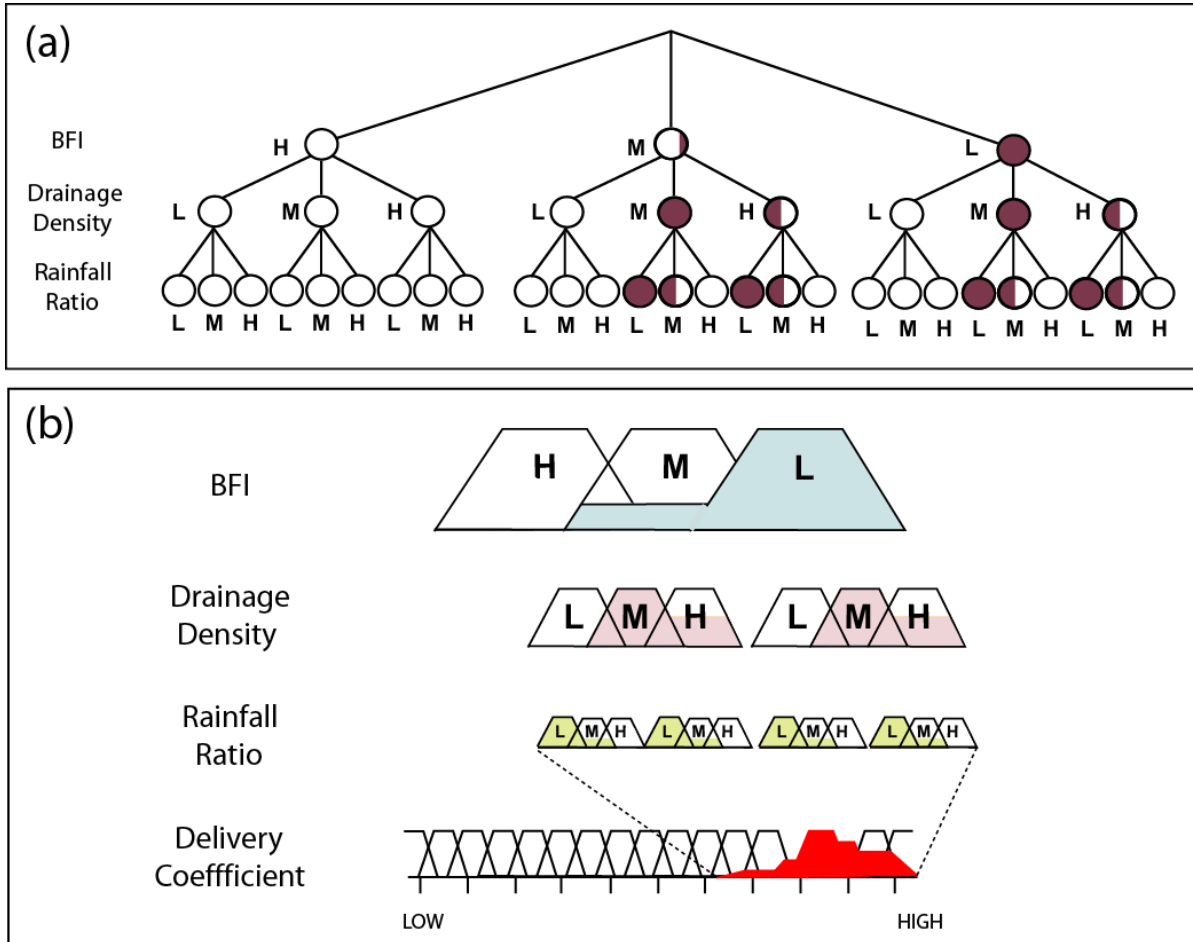 (a)
BFI
H M L
Drainage
Density
L M H L M H L M H
Rainfall
Ratio
L M H L M H L M H L M H L M H L M H L M H L M H L M H
(b)
BFI
H M L
Drainage
Density
L M H L M H
Rainfall
Ratio
L M H L M H L M H L M H
Delivery
Coeffficient
LOW HIGH